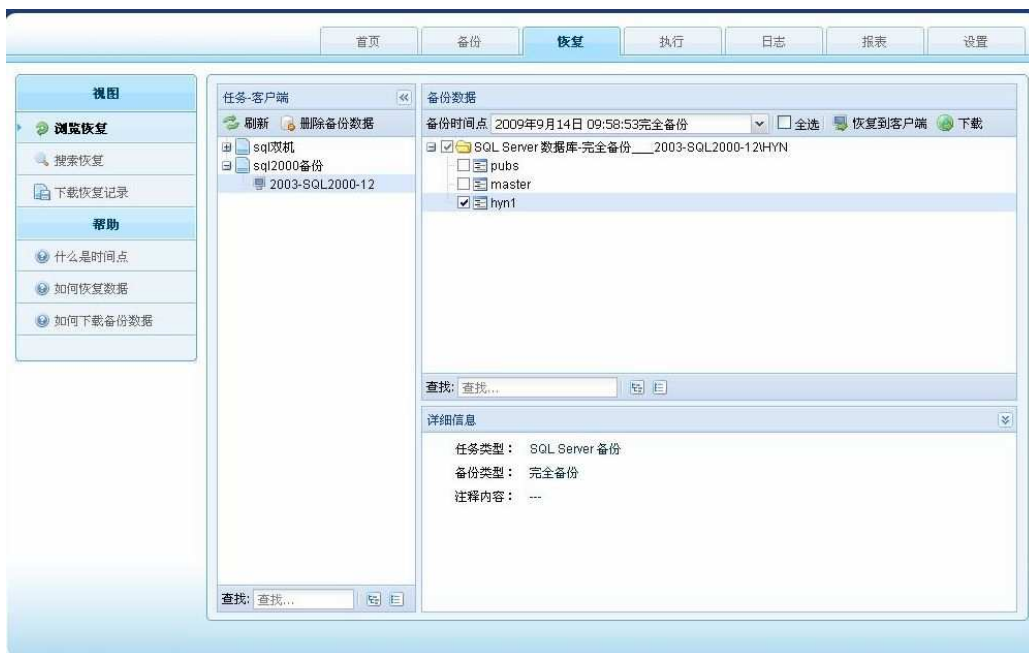 首页 备份 恢复 执行 日志 报表 设置
视图
浏览恢复
搜索恢复
下载恢复记录
帮助
什么是时间点
如何恢复数据
如何下载备份数据
任务-客户端
刷新 删除备份数据
sql双机
sql2000备份
2003-SQL2000-12
查找: 查找...
备份数据
备份时间点 2009年9月14日 09:58:53完全备份 全选 恢复到客户端 下载
SQL Server 数据库-完全备份___2003-SQL2000-12\HYN
pubs
master
hyn1
查找: 查找...
详细信息
任务类型： SQL Server 备份
备份类型： 完全备份
注释内容： ---